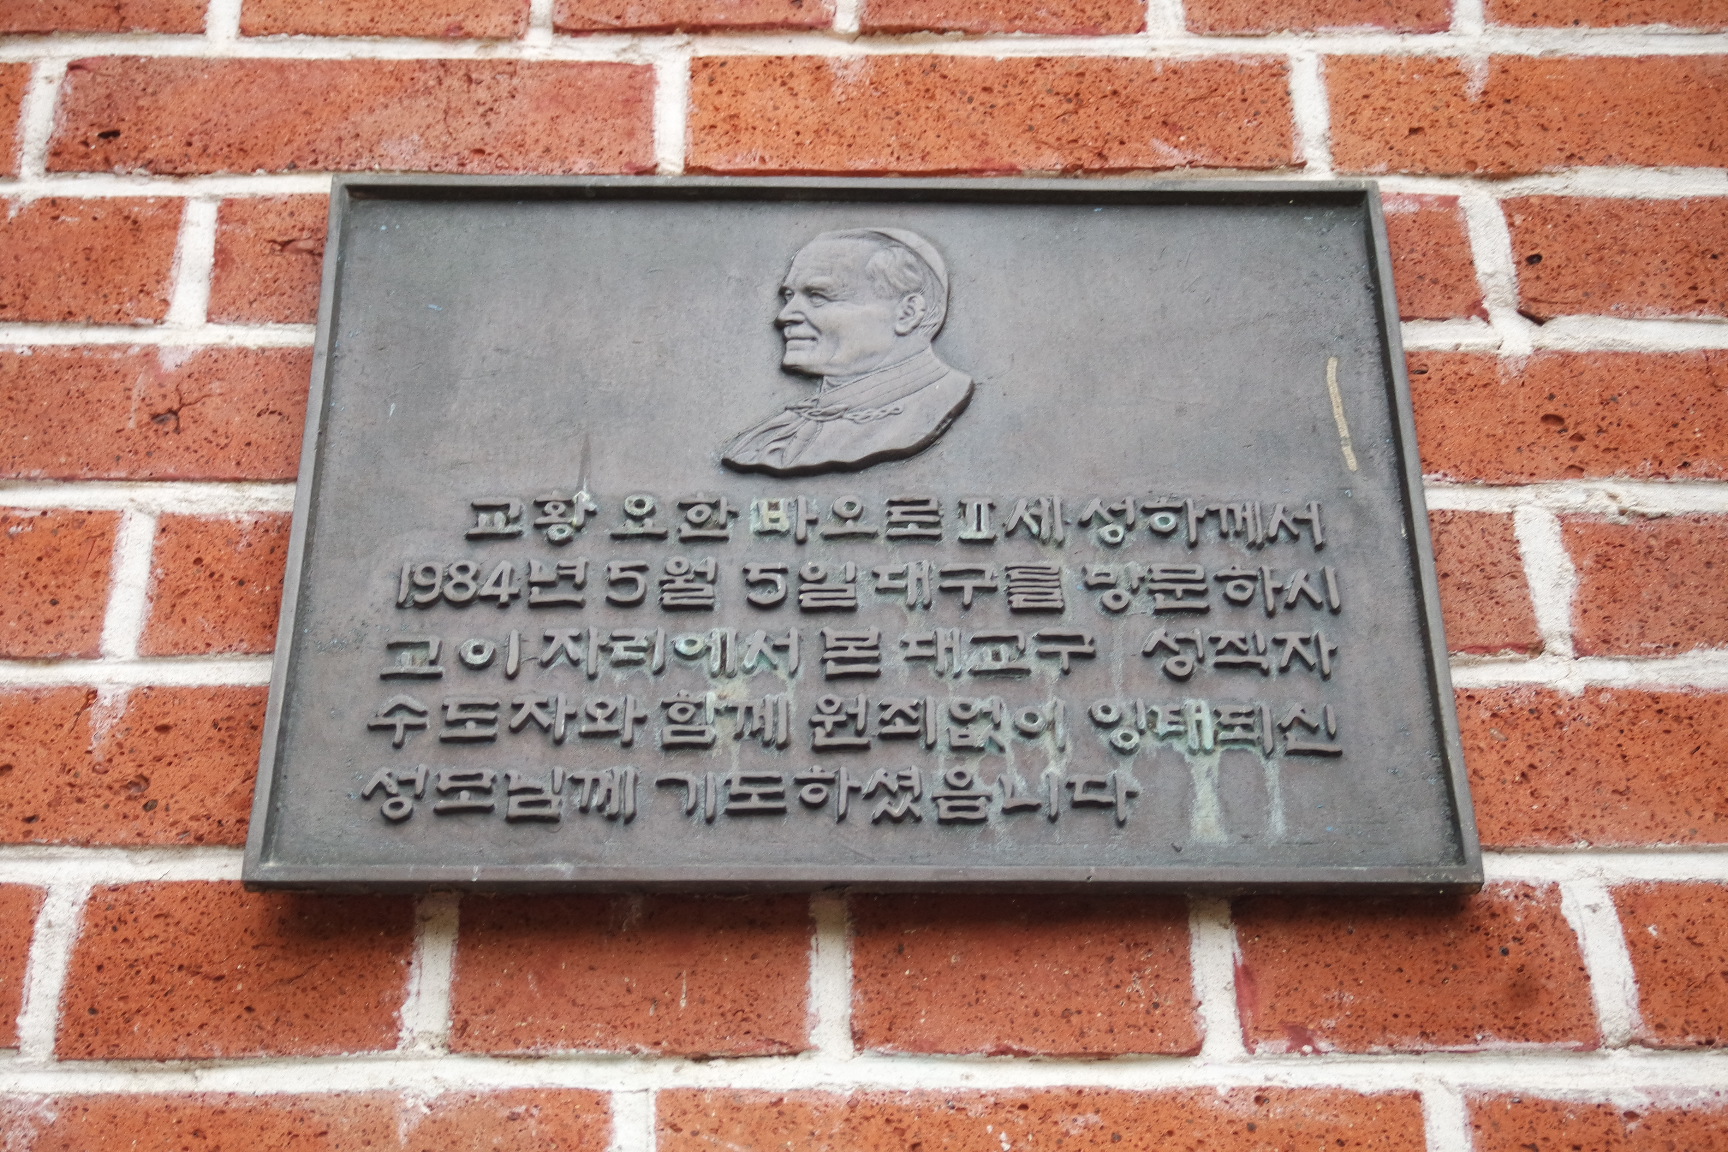 교황 요한 바오로 II세 성하께서
1984년 5월 5일 대구를 방문하시
고 이 자리에서 본 대교구 성직자
수도자와 함께 원죄없이 잉태되신
성모님께 기도하셨읍니다